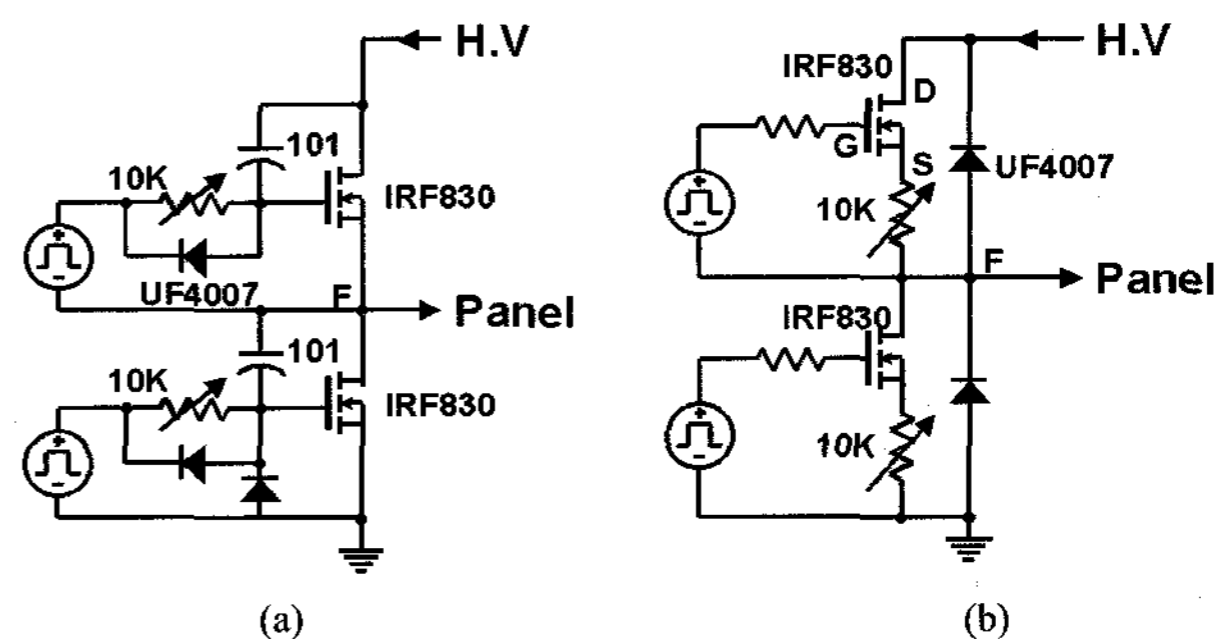 H.V
101
10K
IRF830
UF4007
F
Panel
101
10K
IRF830
(a)
H.V
IRF830
D
G
S
UF4007
10K
F
Panel
IRF830
10K
(b)